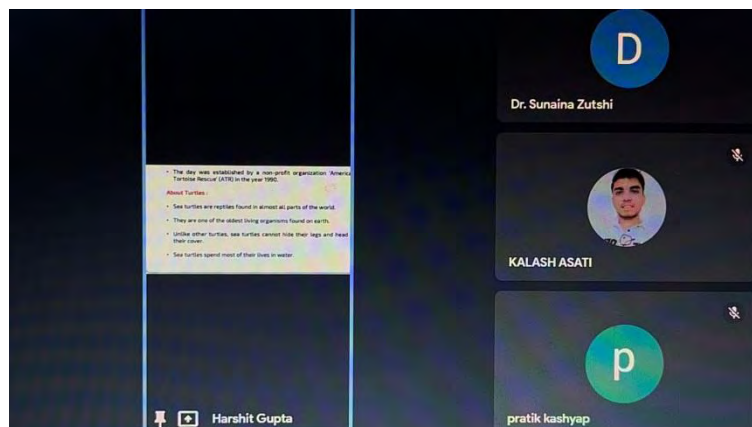 • The day was established by a non-profit organization 'America
Tortoise Rescue' (ATR) in the year 1990.
About Turtles :
• Sea turtles are reptiles found in almost all parts of the world.
• They are one of the oldest living organisms found on earth.
• Unlike other turtles, sea turtles cannot hide their legs and head
their cover.
• Sea turtles spend most of their lives in water.
Harshit Gupta
D
Dr. Sunaina Zutshi
KALASH ASATI
p
pratik kashyap